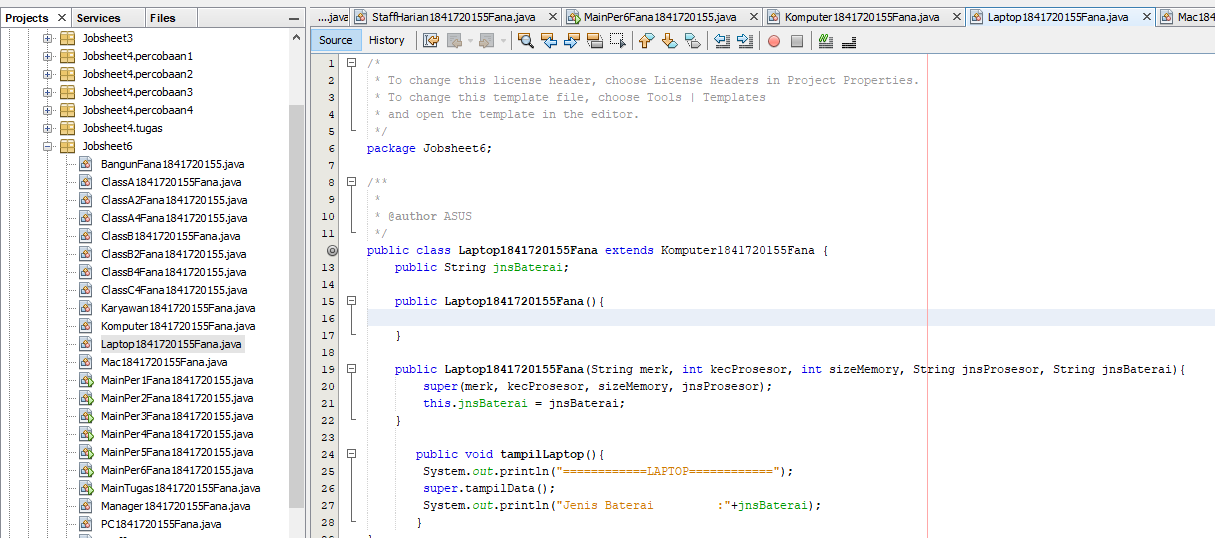 Projects
Services
Files
Jobsheet3
Jobsheet4.percobaan1
Jobsheet4.percobaan2
Jobsheet4.percobaan3
Jobsheet4.percobaan4
Jobsheet4.tugas
Jobsheet6
BangunFana1841720155.java
ClassA1841720155Fana.java
ClassA2Fana1841720155.java
ClassA4Fana1841720155.java
ClassB1841720155Fana.java
ClassB2Fana1841720155.java
ClassB4Fana1841720155.java
ClassC4Fana1841720155.java
Karyawan1841720155Fana.java
Komputer1841720155Fana.java
Laptop1841720155Fana.java
Mac1841720155Fana.java
MainPer1Fana1841720155.java
MainPer2Fana1841720155.java
MainPer3Fana1841720155.java
MainPer4Fana1841720155.java
MainPer5Fana1841720155.java
MainPer6Fana1841720155.java
MainTugas1841720155Fana.java
Manager1841720155Fana.java
PC1841720155Fana.java
....java
StaffHarian1841720155Fana.java
MainPer6Fana1841720155.java
Komputer1841720155Fana.java
Laptop1841720155Fana.java
Mac184
Source
History
1 /*
2 * To change this license header, choose License Headers in Project Properties.
3 * To change this template file, choose Tools | Templates
4 * and open the template in the editor.
5 */
6 package Jobsheet6;
7
8 /**
9 *
10 * @author ASUS
11 */
public class Laptop1841720155Fana extends Komputer1841720155Fana {
13 public String jnsBaterai;
14
15 public Laptop1841720155Fana(){
16
17 }
18
19 public Laptop1841720155Fana(String merk, int kecProsesor, int sizeMemory, String jnsProsesor, String jnsBaterai){
20 super(merk, kecProsesor, sizeMemory, jnsProsesor);
21 this.jnsBaterai = jnsBaterai;
22 }
23
24 public void tampilLaptop(){
25 System.out.println("============LAPTOP============");
26 super.tampilData();
27 System.out.println("Jenis Baterai         :"+jnsBaterai);
28 }